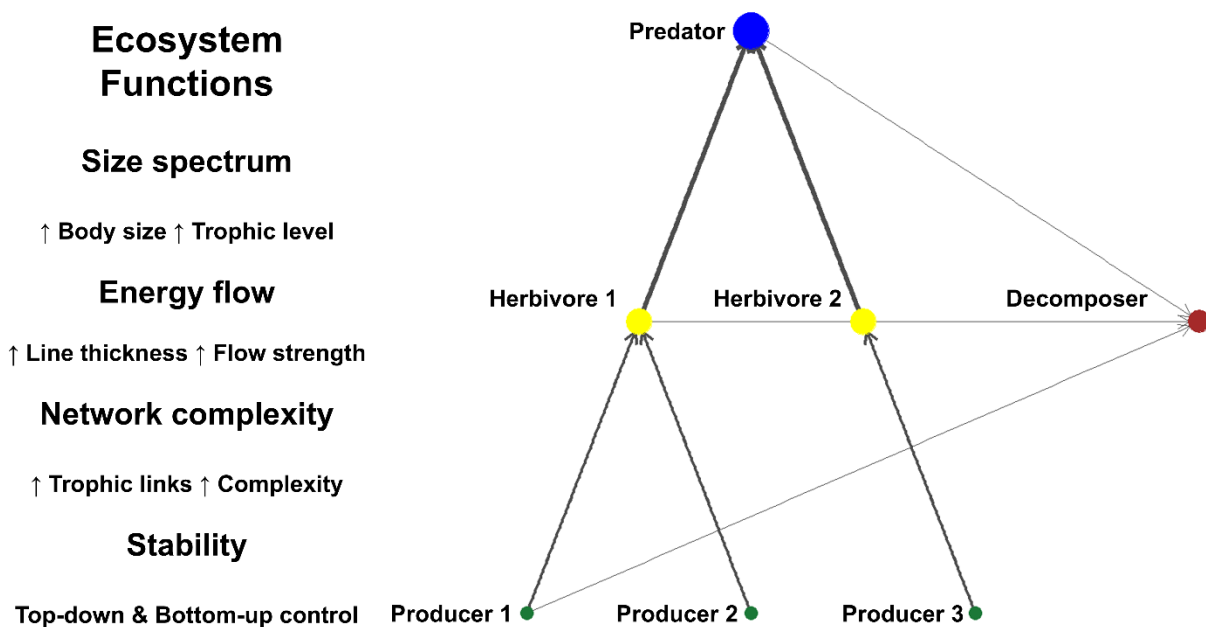 Ecosystem
Functions
Size spectrum
↑ Body size ↑ Trophic level
Energy flow
↑ Line thickness ↑ Flow strength
Network complexity
↑ Trophic links ↑ Complexity
Stability
Top-down & Bottom-up control
Predator
Herbivore 1
Herbivore 2
Decomposer
Producer 1
Producer 2
Producer 3